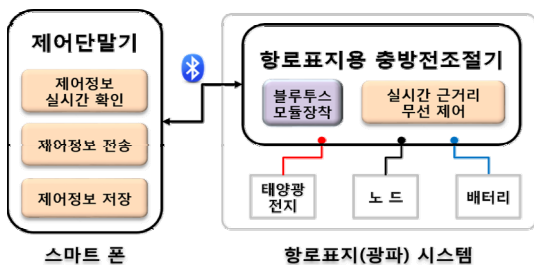 제어단말기
제어정보
실시간 확인
재어정보 전송
제어정보 저장
스마트 폰
항로표지용 충방전조절기
블루투스
모듈장착
실시간 근거리
무선 제어
태양광
전지
노 드
배터리
항로표지(광파) 시스템